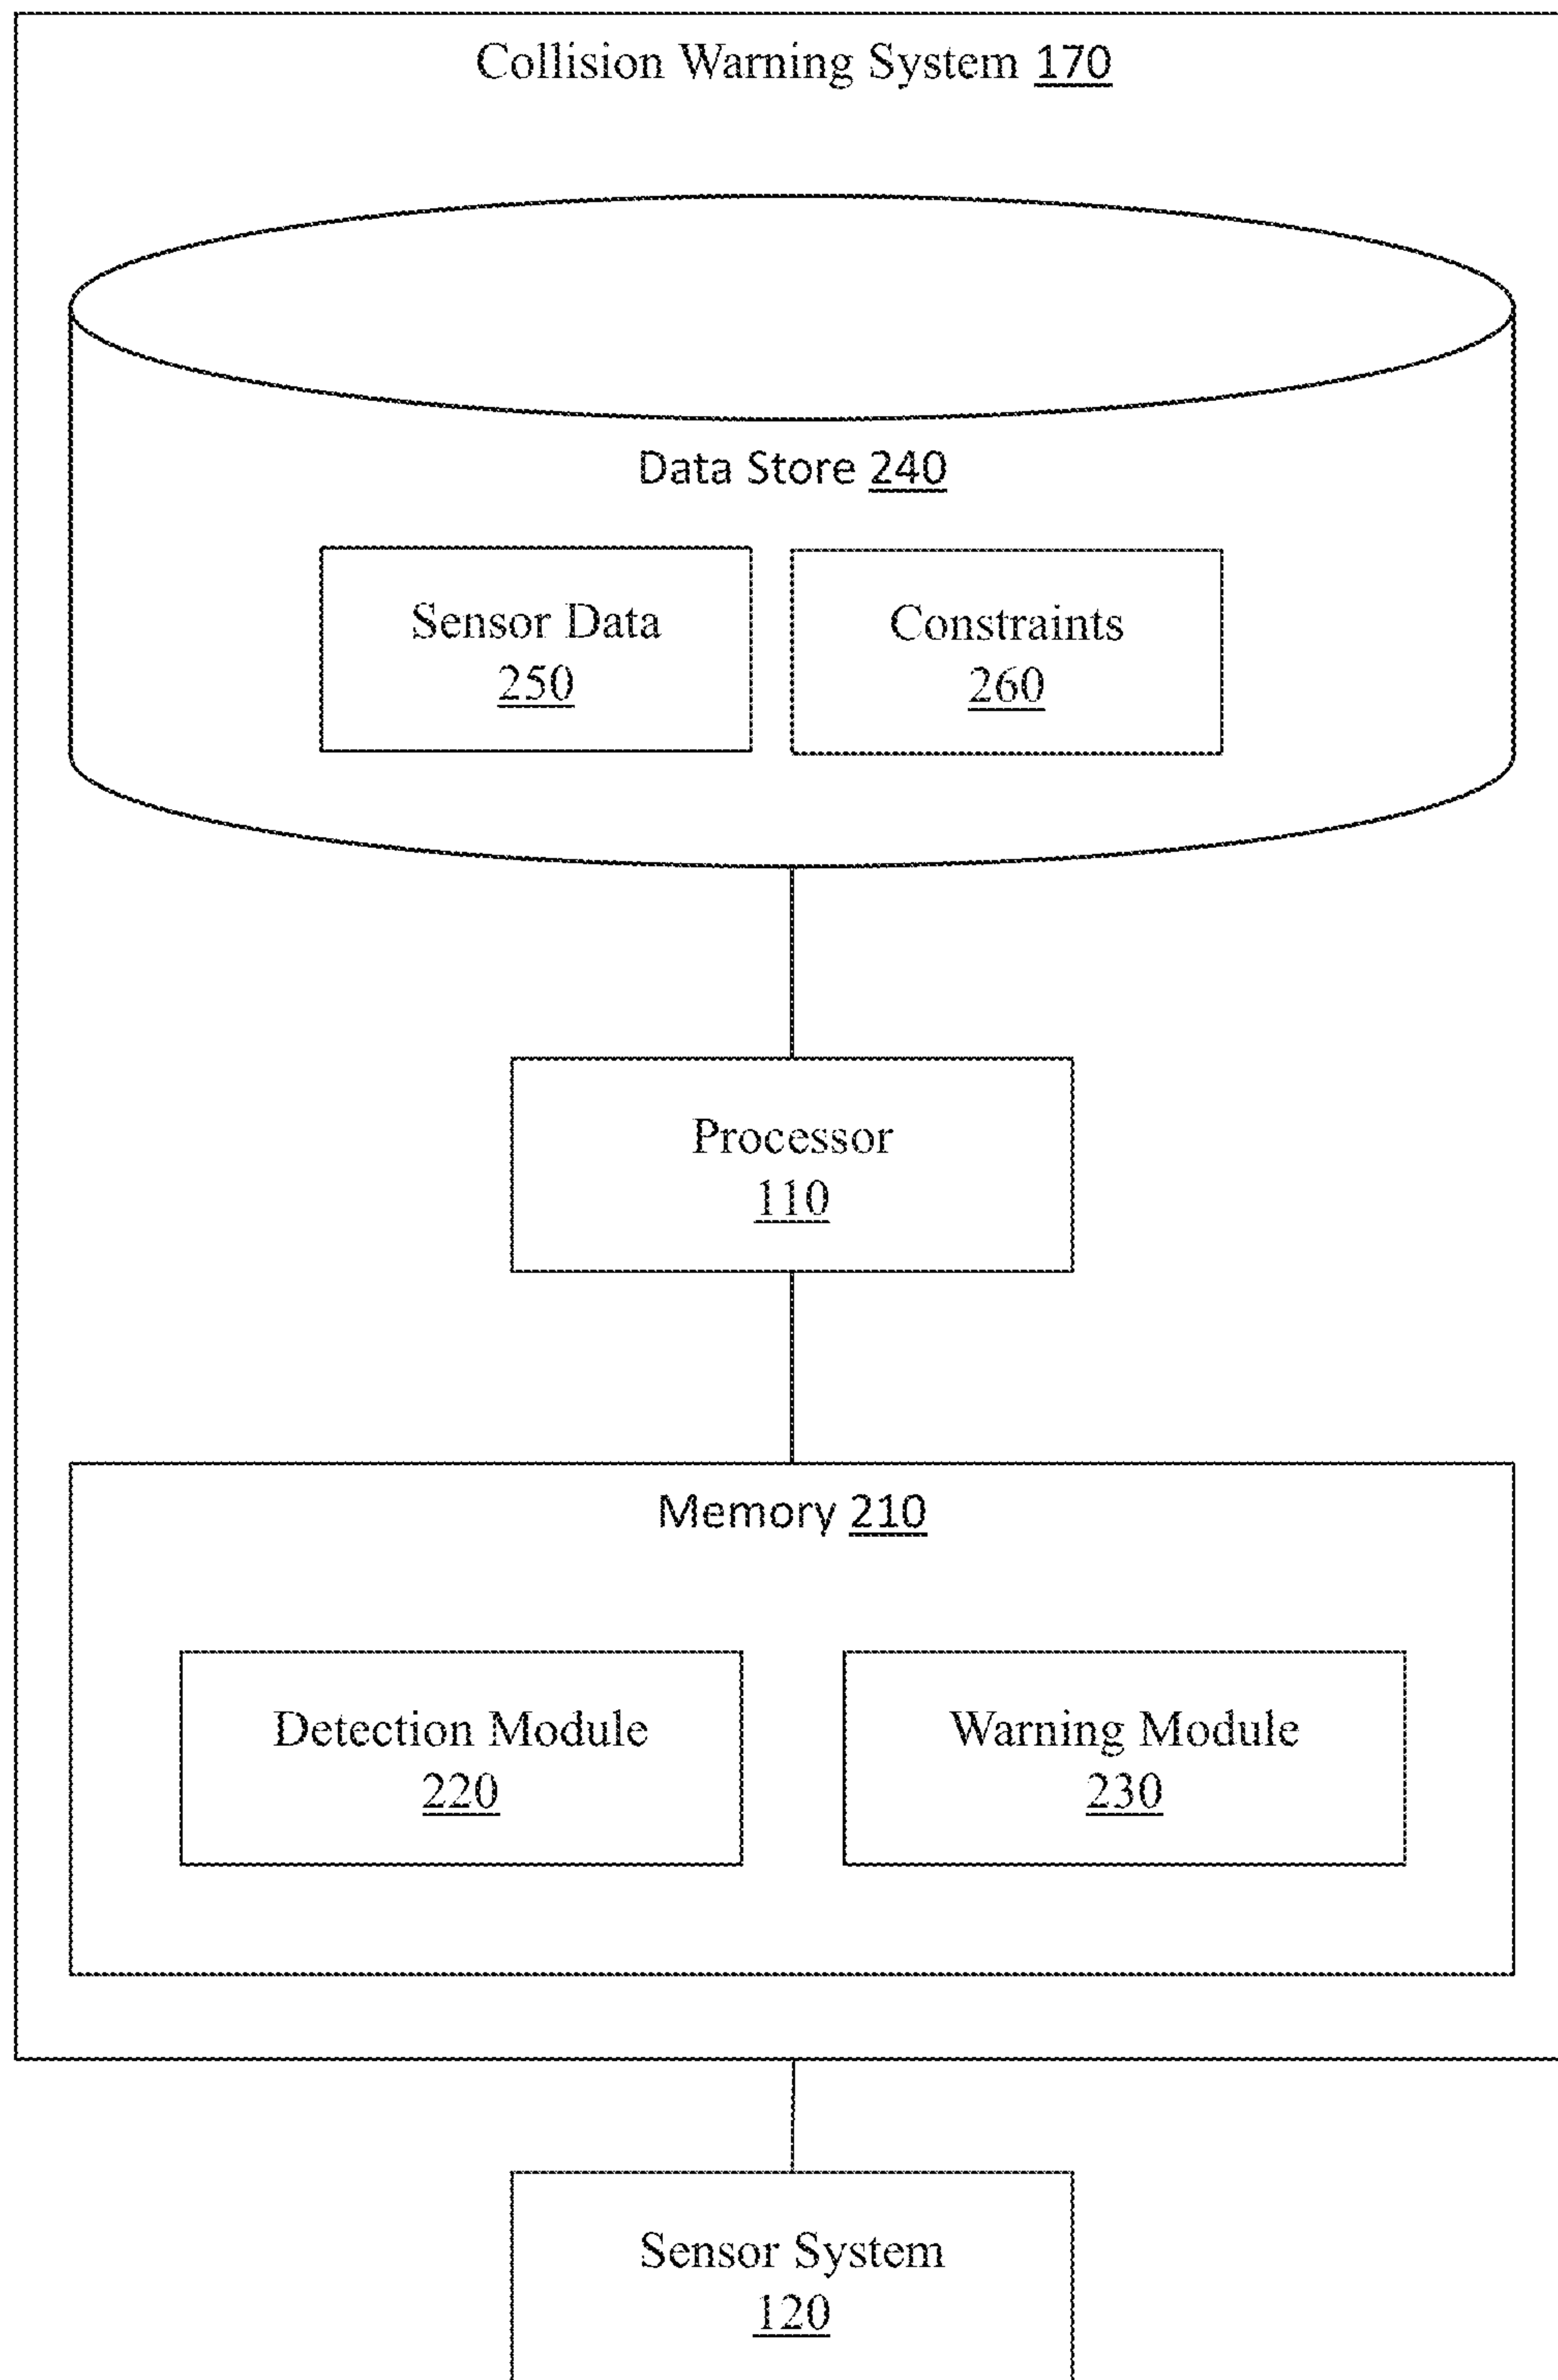 Collision Warning System 170
Data Store 240
Sensor Data
250
Constraints
260
Processor
110
Memory 210
Detection Module
220
Warning Module
230
Sensor System
120